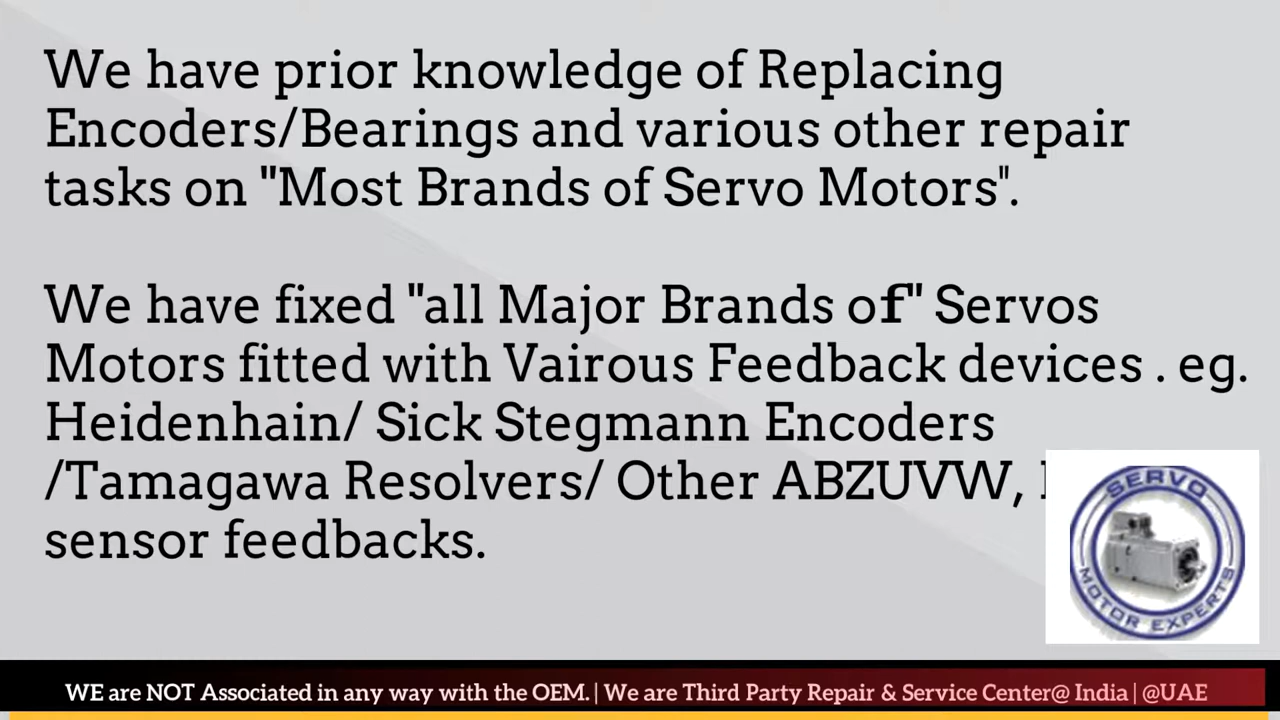 We have prior knowledge of Replacing
Encoders/Bearings and various other repair
tasks on "Most Brands of Servo Motors".
We have fixed "all Major Brands of" Servos
Motors fitted with Vairous Feedback devices . eg.
Heidenhain/ Sick Stegmann Encoders
/Tamagawa Resolvers/ Other ABZUVW,
sensor feedbacks.
SERVO
MOTOR EXPERTS
WE are NOT Associated in any way with the OEM. | We are Third Party Repair & Service Center@ India | @UAE